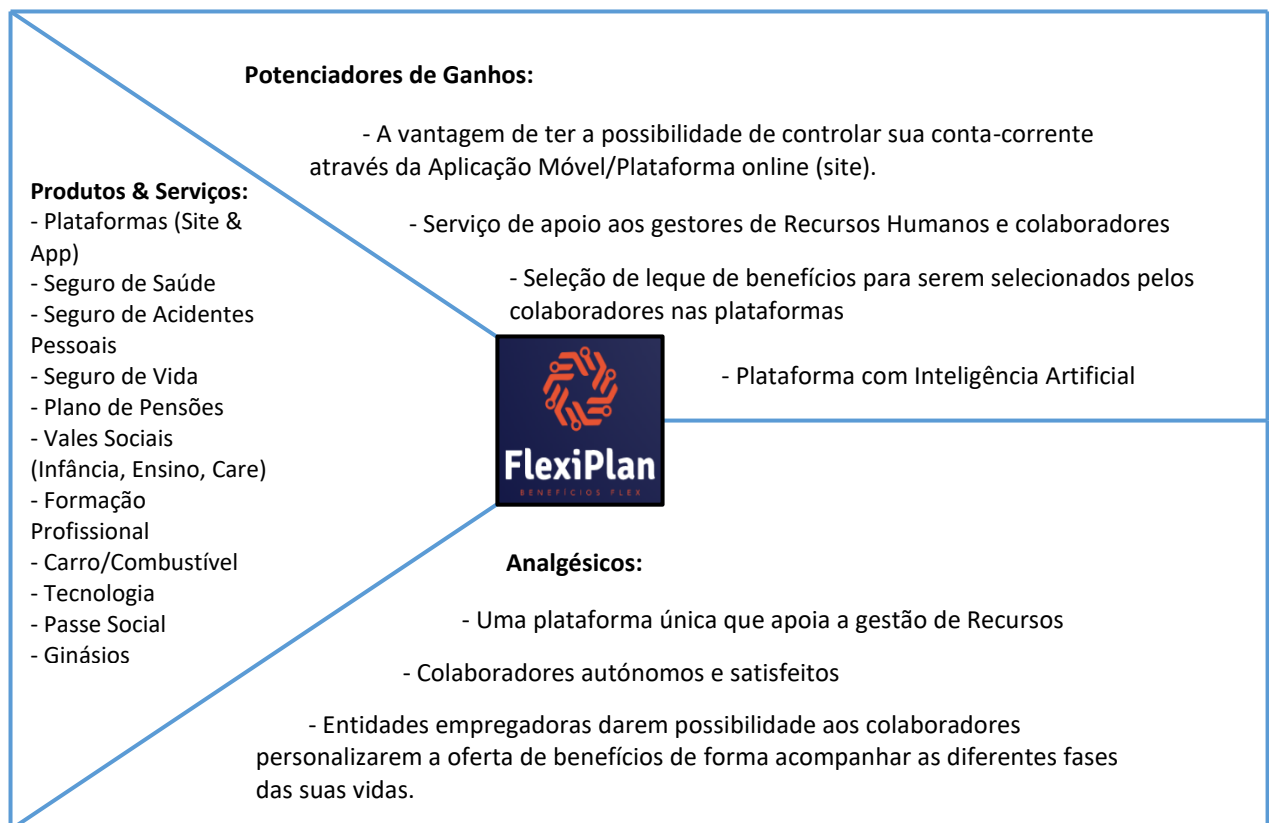 Potenciadores de Ganhos:
- A vantagem de ter a possibilidade de controlar sua conta-corrente
através da Aplicação Móvel/Plataforma online (site).
- Serviço de apoio aos gestores de Recursos Humanos e colaboradores
- Seleção de leque de benefícios para serem selecionados pelos
colaboradores nas plataformas
- Plataforma com Inteligência Artificial
Produtos & Serviços:
- Plataformas (Site &
App)
- Seguro de Saúde
- Seguro de Acidentes
Pessoais
- Seguro de Vida
- Plano de Pensões
- Vales Sociais
(Infância, Ensino, Care)
- Formação
Profissional
- Carro/Combustível
- Tecnologia
- Passe Social
- Ginásios
FlexiPlan
BENEFÍCIOS FLEX
Analgésicos:
- Uma plataforma única que apoia a gestão de Recursos
- Colaboradores autónomos e satisfeitos
- Entidades empregadoras darem possibilidade aos colaboradores
personalizarem a oferta de benefícios de forma acompanhar as diferentes fases
das suas vidas.